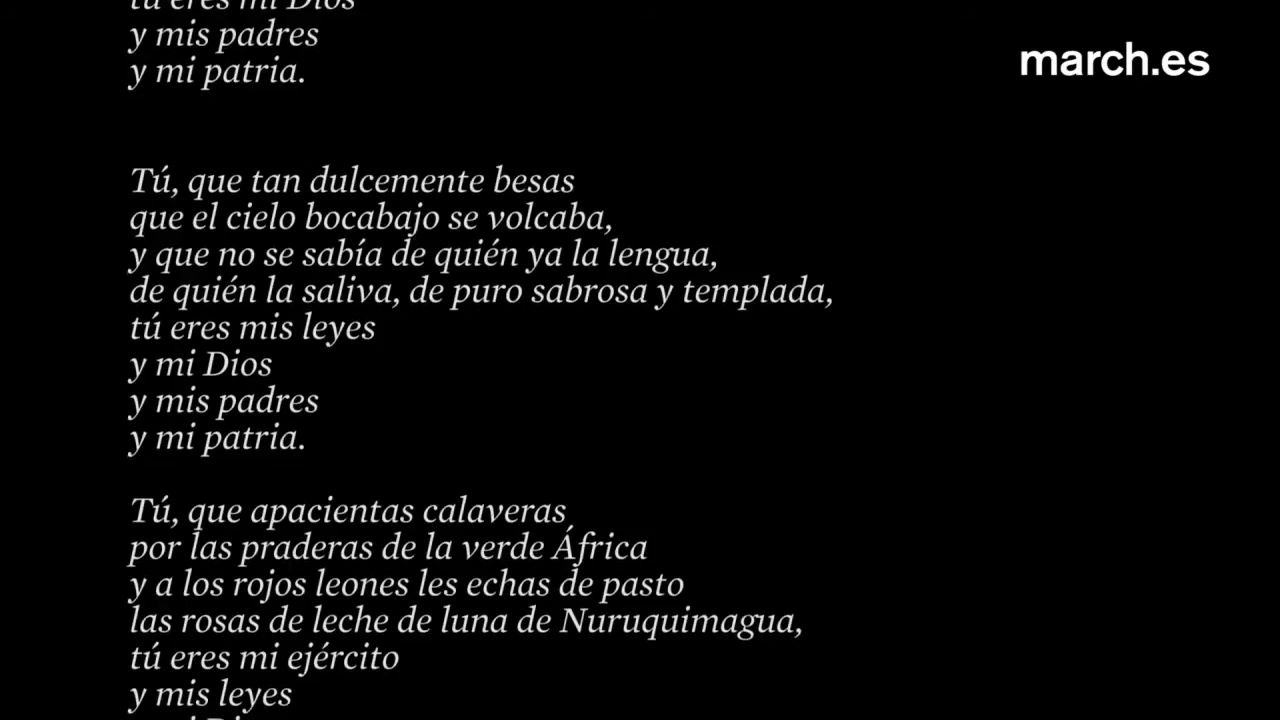 tú eres mi Dios
y mis padres
y mi patria.
march.es
Tú, que tan dulcemente besas
que el cielo bocabajo se volcaba,
y que no se sabía de quién ya la lengua,
de quién la saliva, de puro sabrosa y templada,
tú eres mis leyes
y mi Dios
y mis padres
y mi patria.
Tú, que apacientas calaveras
por las praderas de la verde África
y a los rojos leones les echas de pasto
las rosas de leche de luna de Nuruquimagua,
tú eres mi ejército
y mis leyes